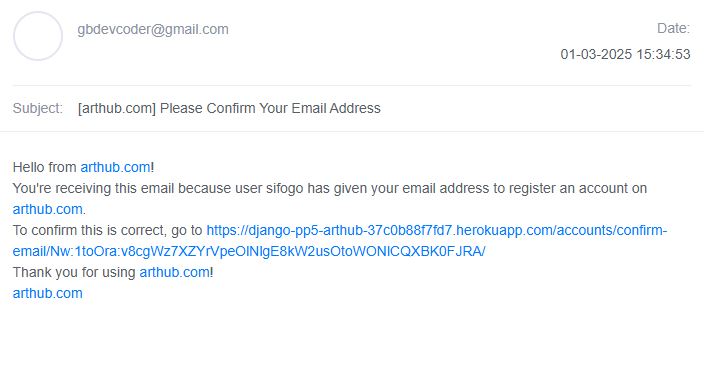 gbdevcoder@gmail.com
Date:
01-03-2025 15:34:53
Subject: [arthub.com] Please Confirm Your Email Address
Hello from arthub.com!
You're receiving this email because user sifogo has given your email address to register an account on
arthub.com.
To confirm this is correct, go to https://django-pp5-arthub-37c0b88f7fd7.herokuapp.com/accounts/confirm-
email/Nw:1toOra:v8cgWz7XZYrVpeOlNlgE8kW2usOtoWONlCQXBK0FJRA/
Thank you for using arthub.com!
arthub.com